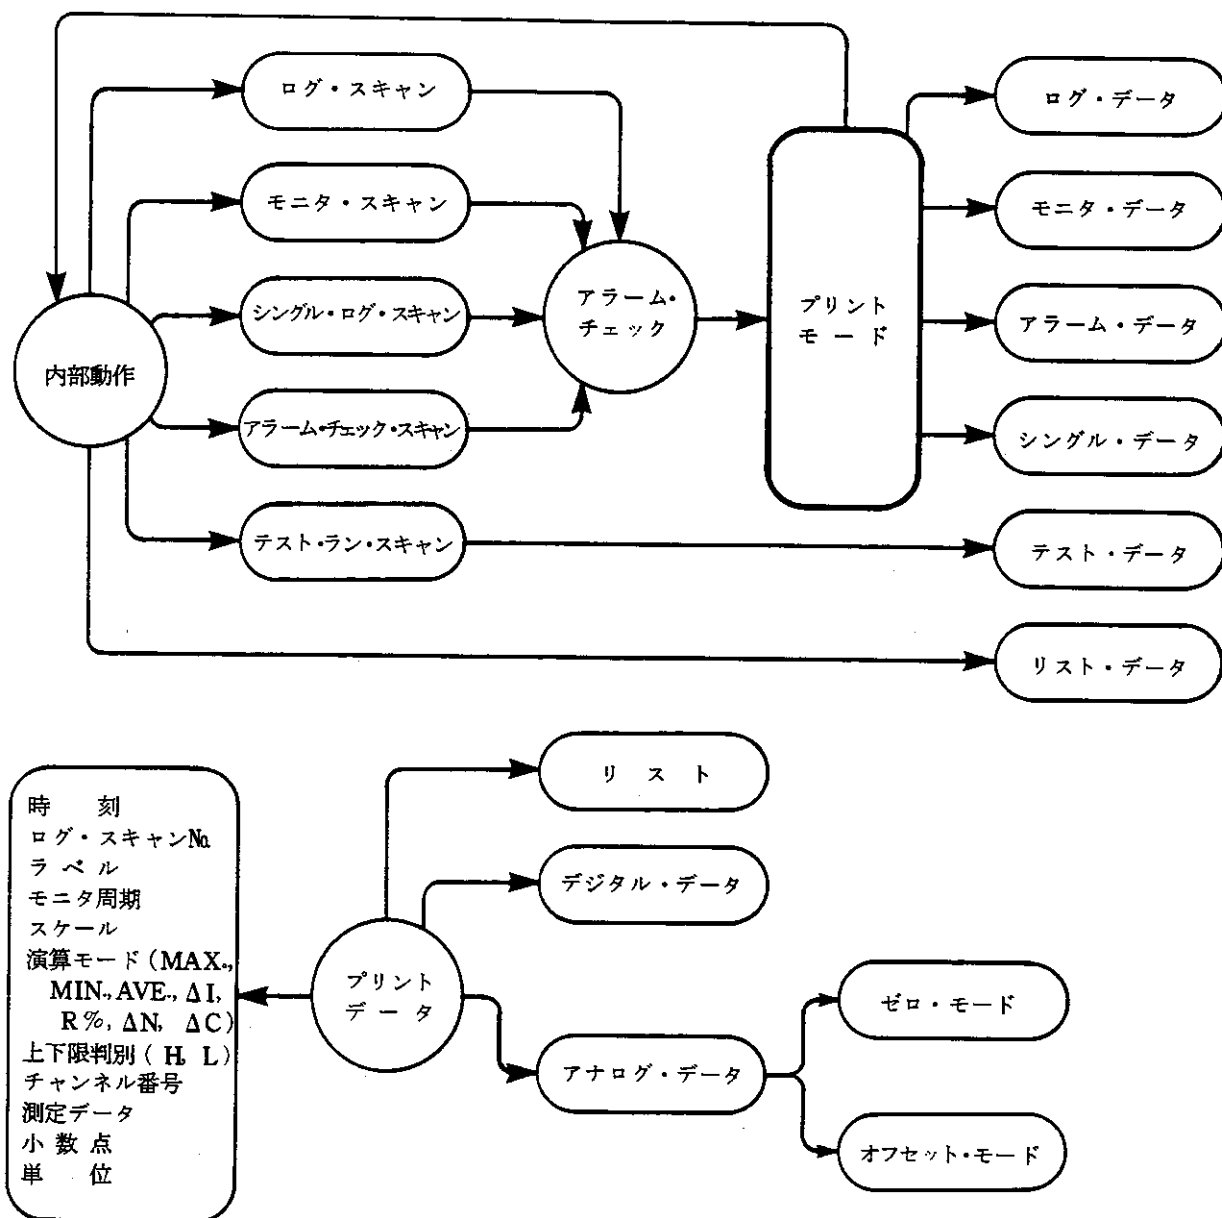 ログ・スキャン
モニタ・スキャン
シングル・ログ・スキャン
アラーム・チェック・スキャン
テスト・ラン・スキャン
内部動作
アラーム・
チェック
プリント
モード
ログ・データ
モニタ・データ
アラーム・データ
シングル・データ
テスト・データ
リスト・データ
時 刻
ログ・スキャン№
ラベル
モニタ周期
スケール
演算モード(MAX.,
MIN., AVE., ΔI,
R%, ΔN, ΔC)
上下限判別(H, L)
チャンネル番号
測定データ
小数点
単 位
プリント
データ
リスト
デジタル・データ
アナログ・データ
ゼロ・モード
オフセット・モード